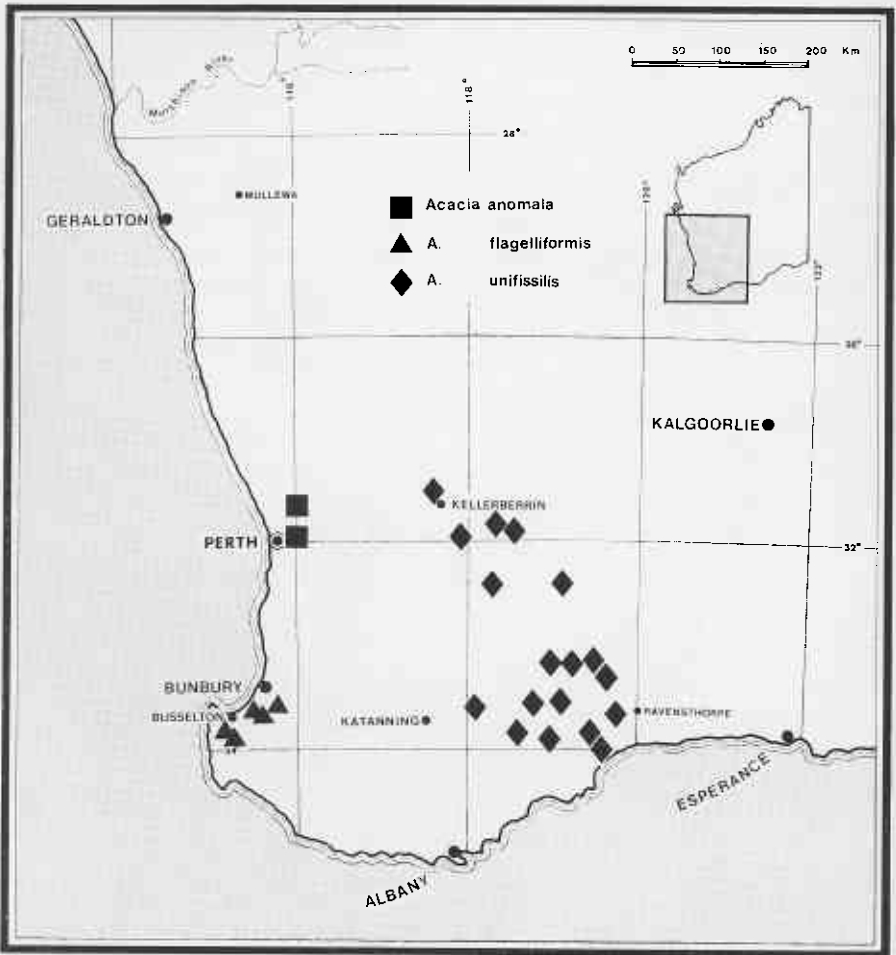 0 50 100 150 200 Km
Murchison River
116°
118°
28°
MULLEWA
GERALDTON
120°
Acacia anomala
A. flagelliformis
A. unifissilis
122°
30°
KALGOORLIE
KELLERBERRIN
PERTH
32°
BUNBURY
BUSSELTON
KATANNING
RAVENSTHORPE
34°
ESPERANCE
ALBANY